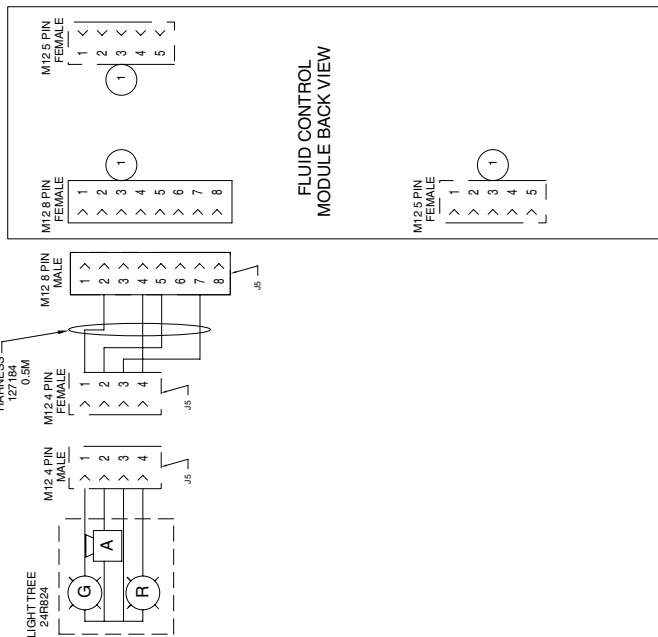 M12 5 PIN
FEMALE
1
2
3
4
5
1
M12 8 PIN
FEMALE
1
2
3
4
5
6
7
8
1
FLUID CONTROL
MODULE BACK VIEW
M12 5 PIN
FEMALE
1
2
3
4
5
1
M12 8 PIN
MALE
1
2
3
4
5
6
7
8
J5
HARNESS
127184
0.5M
M12 4 PIN
FEMALE
1
2
3
4
J5
M12 4 PIN
MALE
1
2
3
4
J5
LIGHT TREE
24R824
G
A
R